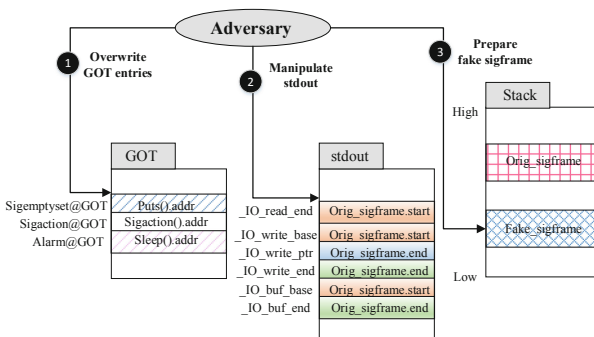 Adversary
1
Overwrite
GOT entries
2
Manipulate
stdout
3
Prepare
fake sigframe
GOT
Sigemptyset@GOT Puts().addr
Sigaction@GOT Sigaction().addr
Alarm@GOT Sleep().addr
stdout
_IO_read_end Orig_sigframe.start
_IO_write_base Orig_sigframe.start
_IO_write_ptr Orig_sigframe.end
_IO_write_end Orig_sigframe.end
_IO_buf_base Orig_sigframe.start
_IO_buf_end Orig_sigframe.end
Stack
High
Orig_sigframe
Fake_sigframe
Low